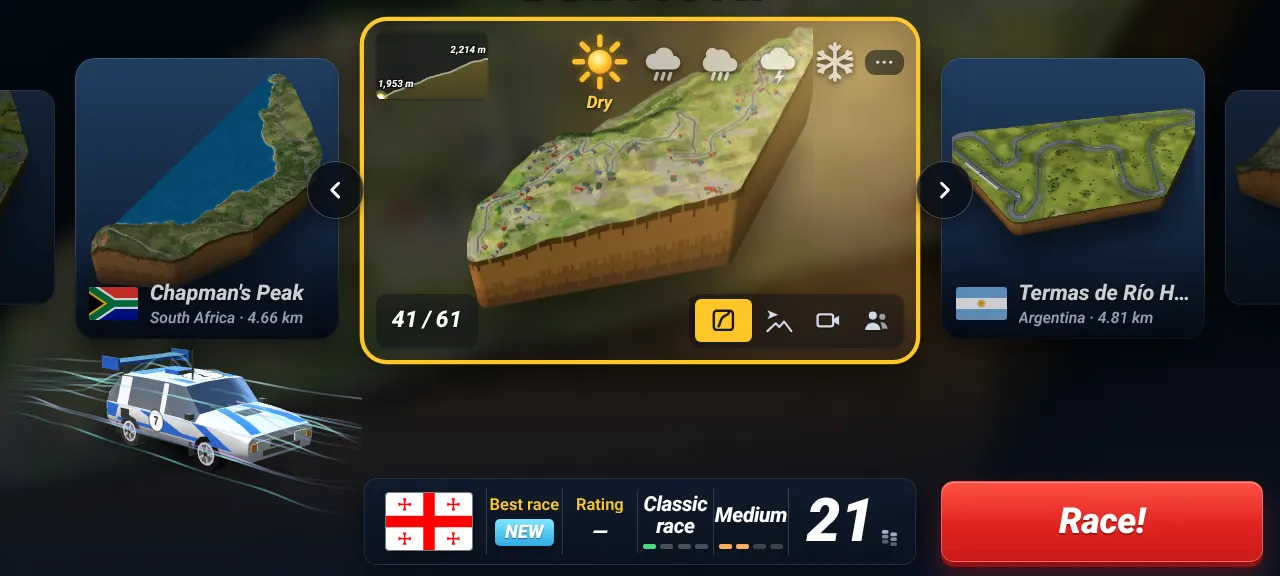 2,214 m
1,953 m
Dry
Chapman's Peak
South Africa · 4.66 km
41 / 61
Termas de Río H...
Argentina · 4.81 km
7
Best race
NEW
Rating
–
Classic
race
Medium
21
Race!